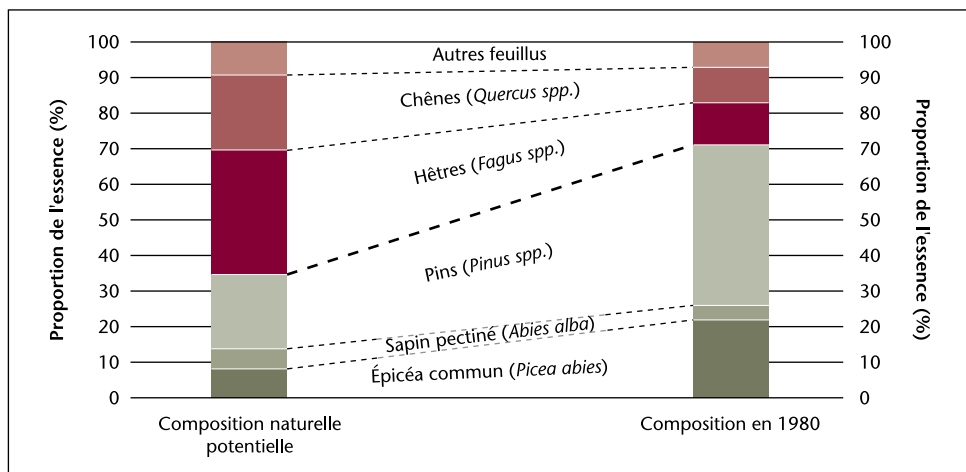 Proportion de l'essence (%)
100
90
80
70
60
50
40
30
20
10
0
Autres feuillus
Chênes (Quercus spp.)
Hêtres (Fagus spp.)
Pins (Pinus spp.)
Sapin pectiné (Abies alba)
Épicéa commun (Picea abies)
100
90
80
70
60
50
40
30
20
10
0
Proportion de l'essence (%)
Composition naturelle
potentielle
Composition en 1980